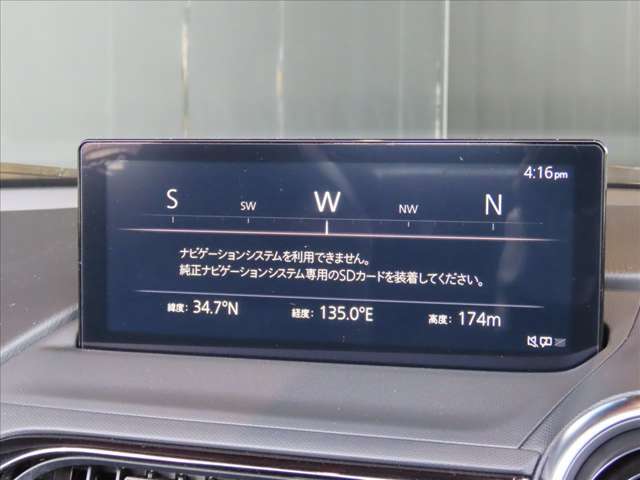 4:16pm
S SW W NW N
ナビゲーションシステムを利用できません。
純正ナビゲーションシステム専用のSDカードを装着してください。
緯度: 34.7°N 経度: 135.0°E 高度: 174m